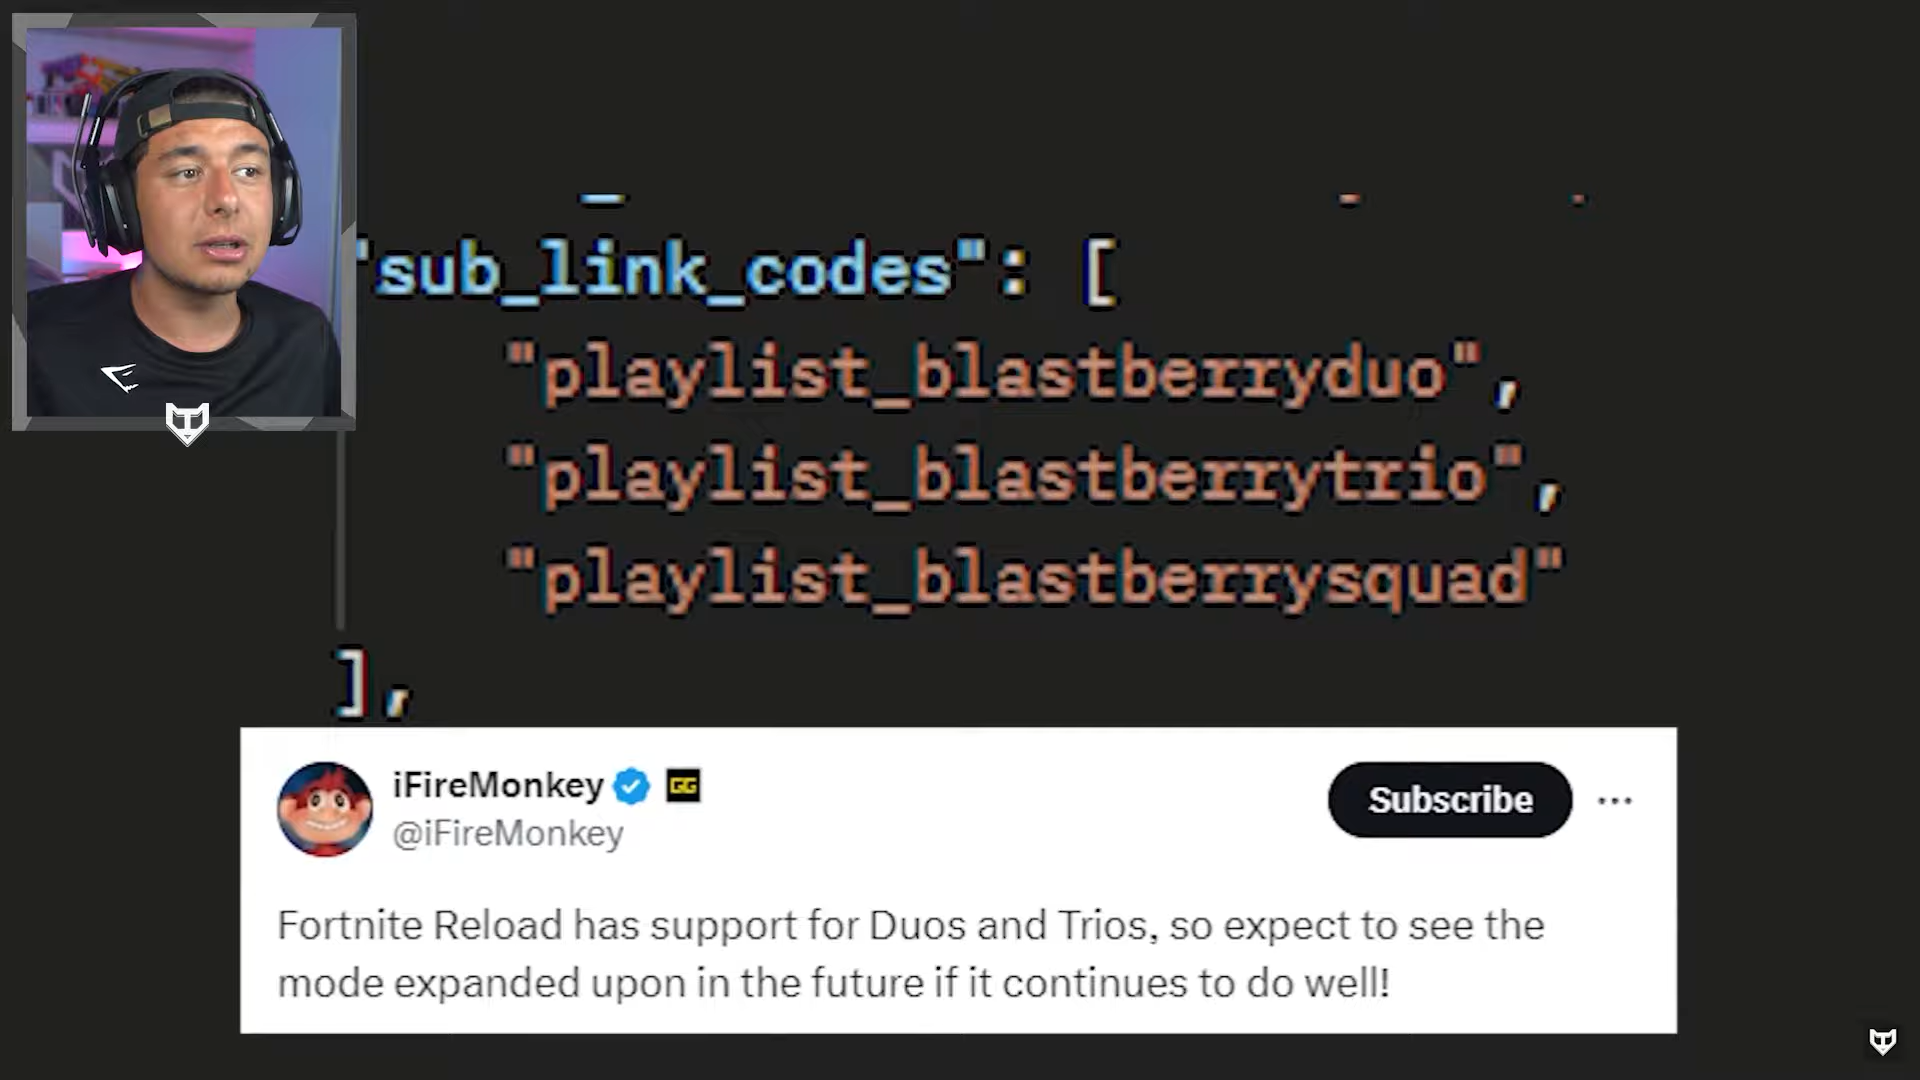 "sub_link_codes": [
"playlist_blastberryduo",
"playlist_blastberrytrio",
"playlist_blastberrysquad"
],
iFireMonkey GG
@iFireMonkey
Subscribe
Fortnite Reload has support for Duos and Trios, so expect to see the
mode expanded upon in the future if it continues to do well!